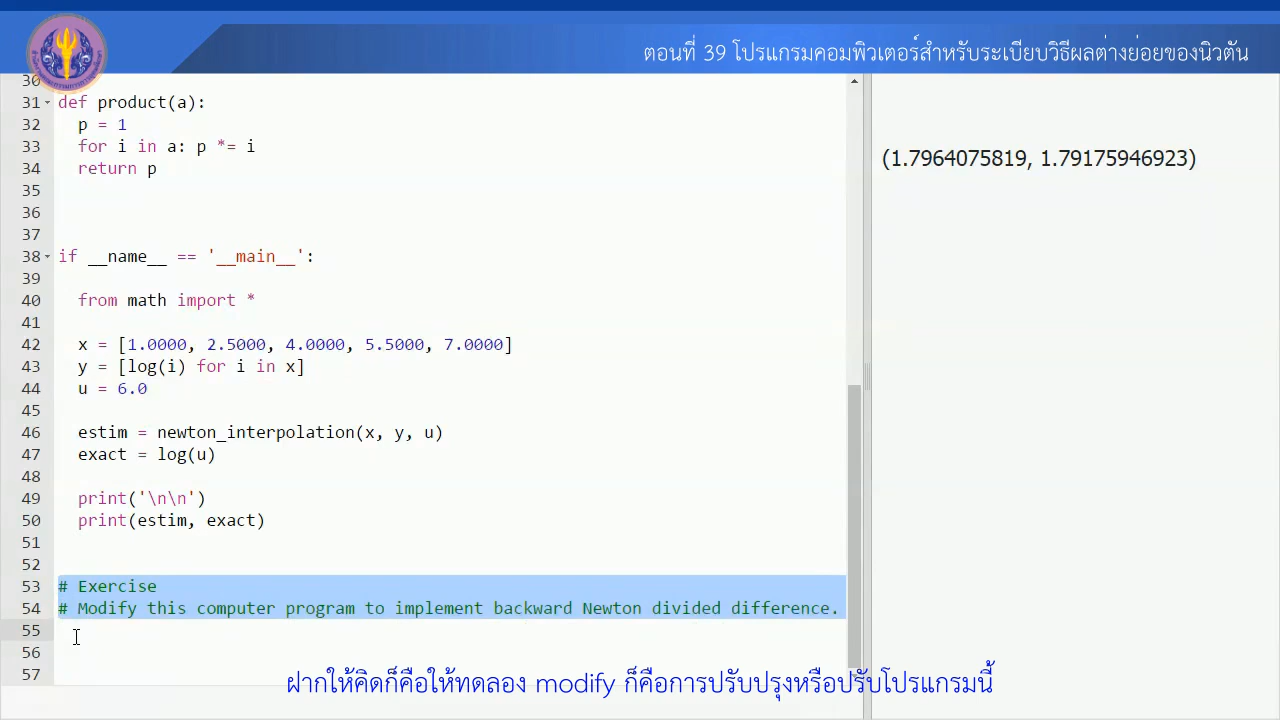 ตอนที่ 39 โปรแกรมคอมพิวเตอร์สำหรับระเบียบวิธีผลต่างย่อยของนิวตัน
30
31 def product(a):
32 p = 1
33 for i in a: p *= i
34 return p
35
36
37
38 if __name__ == '__main__':
39
40 from math import *
41
42 x = [1.0000, 2.5000, 4.0000, 5.5000, 7.0000]
43 y = [log(i) for i in x]
44 u = 6.0
45
46 estim = newton_interpolation(x, y, u)
47 exact = log(u)
48
49 print('\n\n')
50 print(estim, exact)
51
52
53 # Exercise
54 # Modify this computer program to implement backward Newton divided difference.
55
56
57
(1.7964075819, 1.79175946923)
ฝากให้คิดก็คือให้ทดลอง modify ก็คือการปรับปรุงหรือปรับโปรแกรมนี้